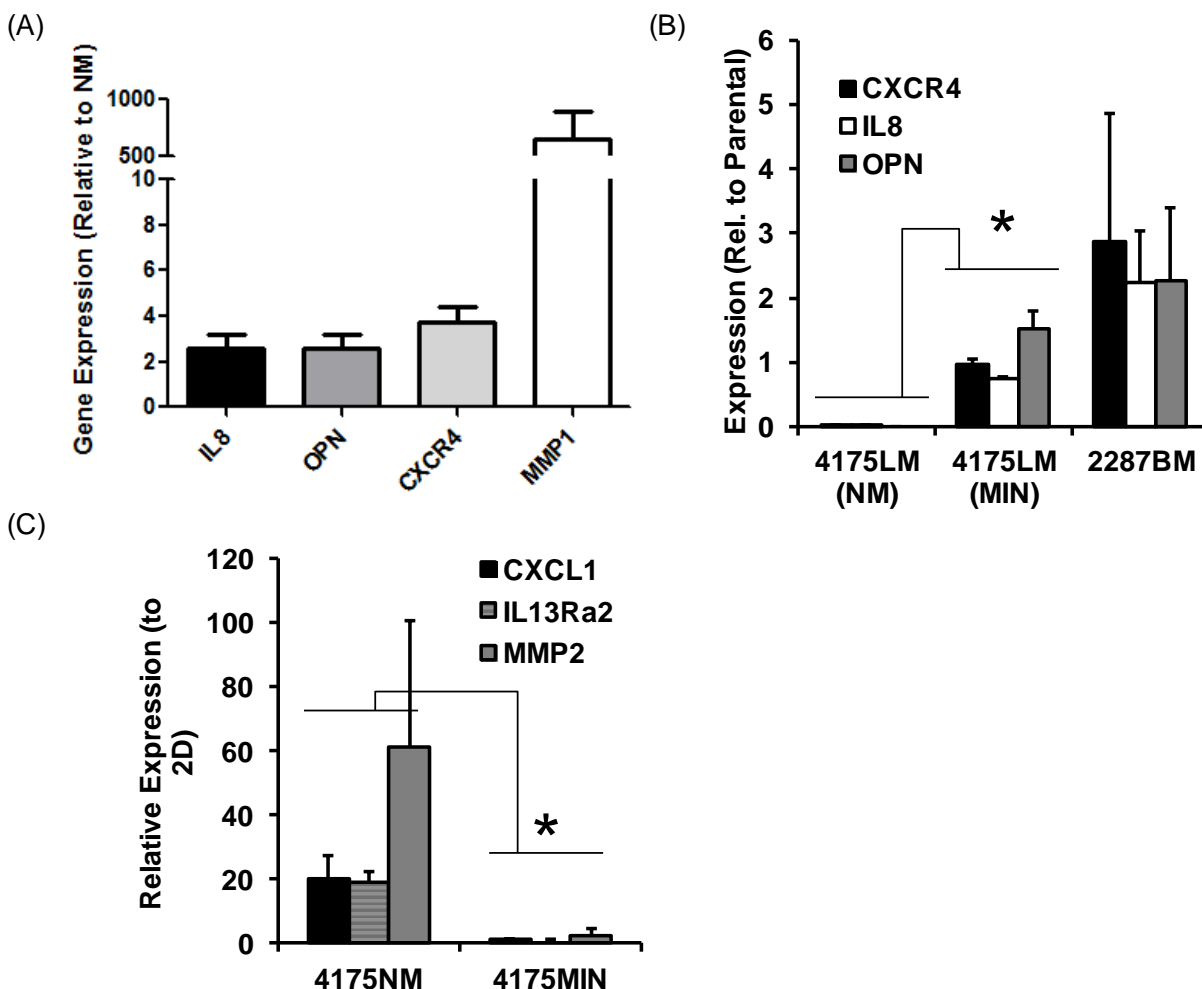 (A)
Gene Expression (Relative to NM)
1000
500
10
8
6
4
2
0
IL8
OPN
CXCR4
MMP1
(B)
Expression (Rel. to Parental)
6
5
4
3
2
1
0
CXCR4
IL8
OPN
*
4175LM
(NM)
4175LM
(MIN)
2287BM
(C)
Relative Expression (to
2D)
120
100
80
60
40
20
0
CXCL1
IL13Ra2
MMP2
*
4175NM
4175MIN